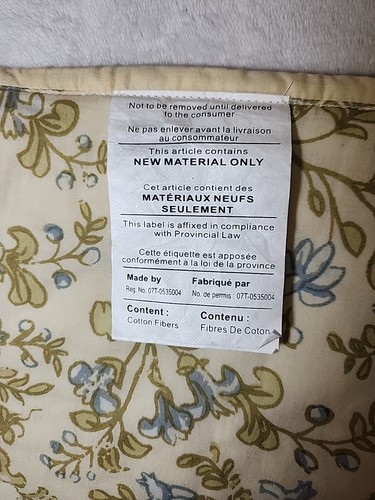 Not to be removed until delivered
to the consumer
Ne pas enlever avant la livraison
au consommateur
This article contains
NEW MATERIAL ONLY
Cet article contient des
MATÉRIAUX NEUFS
SEULEMENT
This label is affixed in compliance
with Provincial Law
Cette étiquette est apposée
conformément à la loi de la province
Made by Fabriqué par
Reg. No. 07T-0535004 No. de permis : 07T-0535004
Content : Contenu :
Cotton Fibers Fibres De Coton